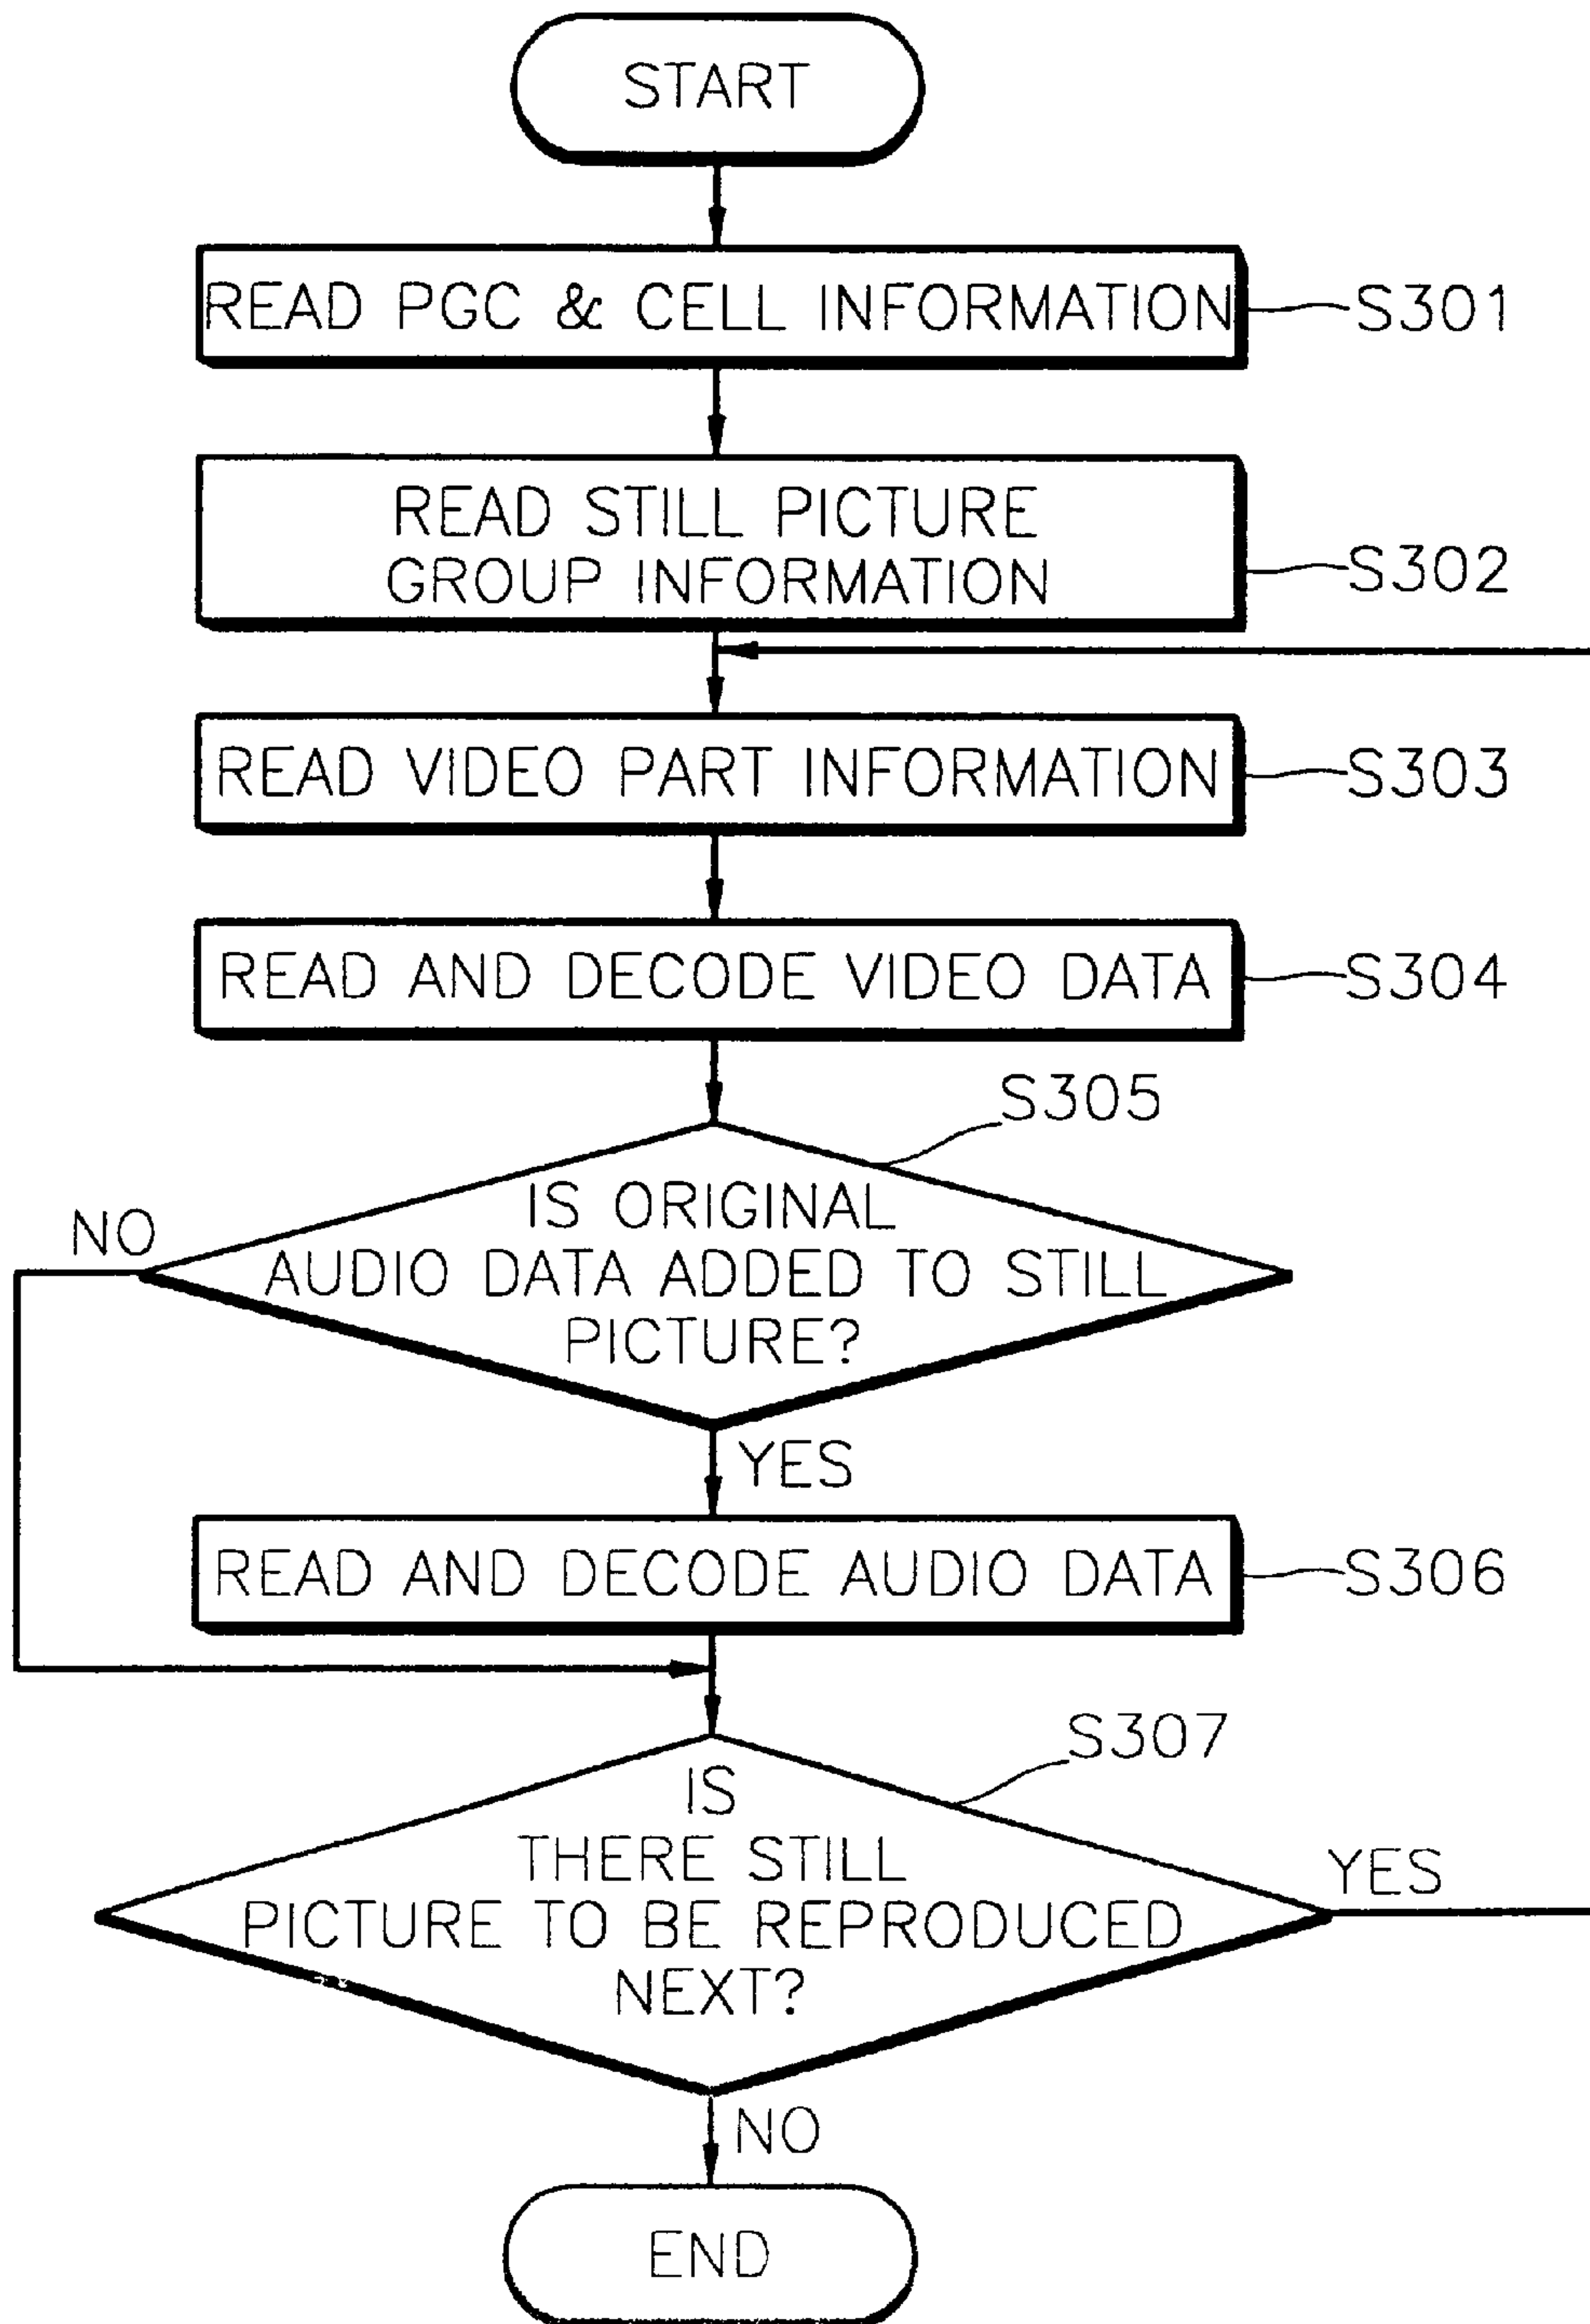 START
READ PGC & CELL INFORMATION
S301
READ STILL PICTURE
GROUP INFORMATION
S302
READ VIDEO PART INFORMATION
S303
READ AND DECODE VIDEO DATA
S304
S305
IS ORIGINAL
AUDIO DATA ADDED TO STILL
PICTURE?
NO
YES
READ AND DECODE AUDIO DATA
S306
S307
IS
THERE STILL
PICTURE TO BE REPRODUCED
NEXT?
YES
NO
END